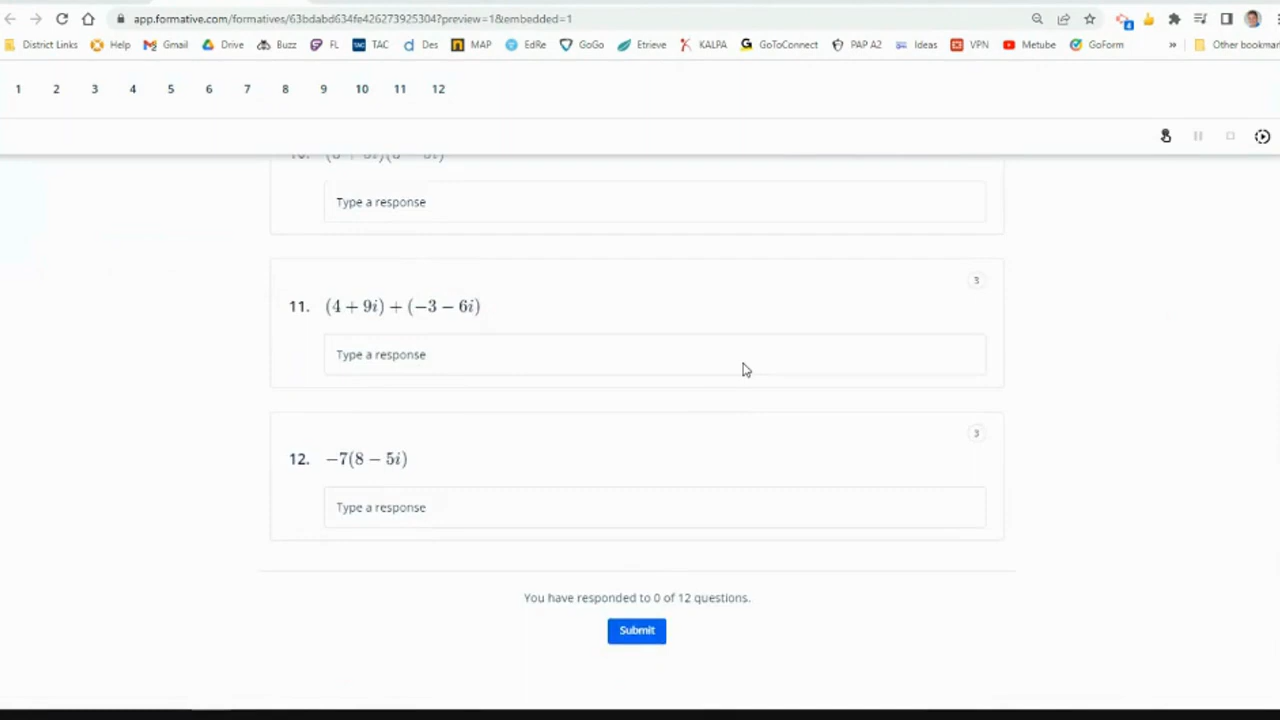 app.formative.com/formatives/63bdabd634fe426273925304?preview=1&embedded=1
District Links Help Gmail Drive Buzz FL TAC Des MAP EdRe GoGo Etrieve KALPA GoToConnect PAP A2 Ideas VPN Metube GoForm » Other bookmar
1 2 3 4 5 6 7 8 9 10 11 12
Type a response
3
11. (4 + 9i) + (−3 − 6i)
Type a response
3
12. −7(8 − 5i)
Type a response
You have responded to 0 of 12 questions.
Submit